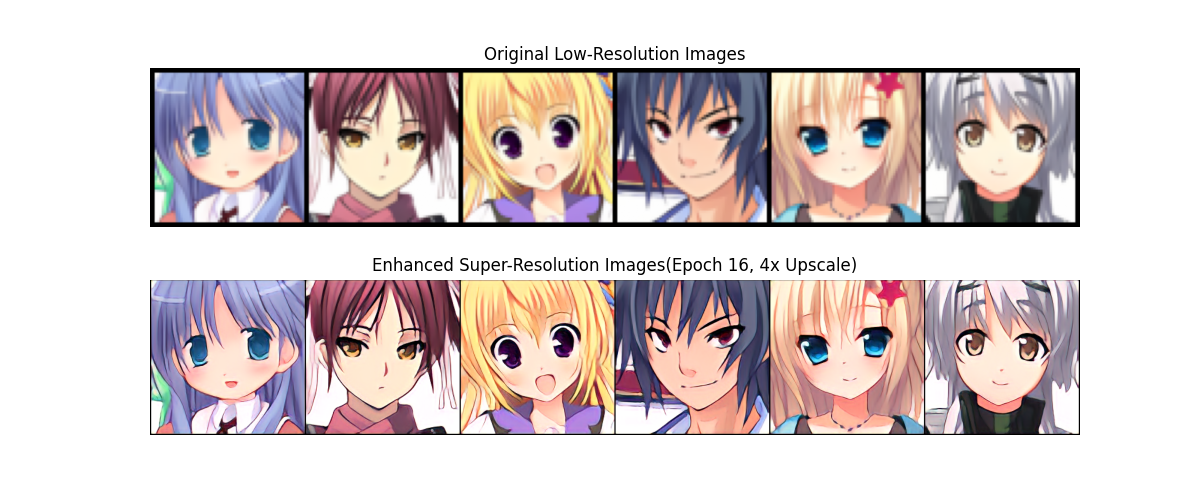 Original Low-Resolution Images
Enhanced Super-Resolution Images(Epoch 16, 4x Upscale)